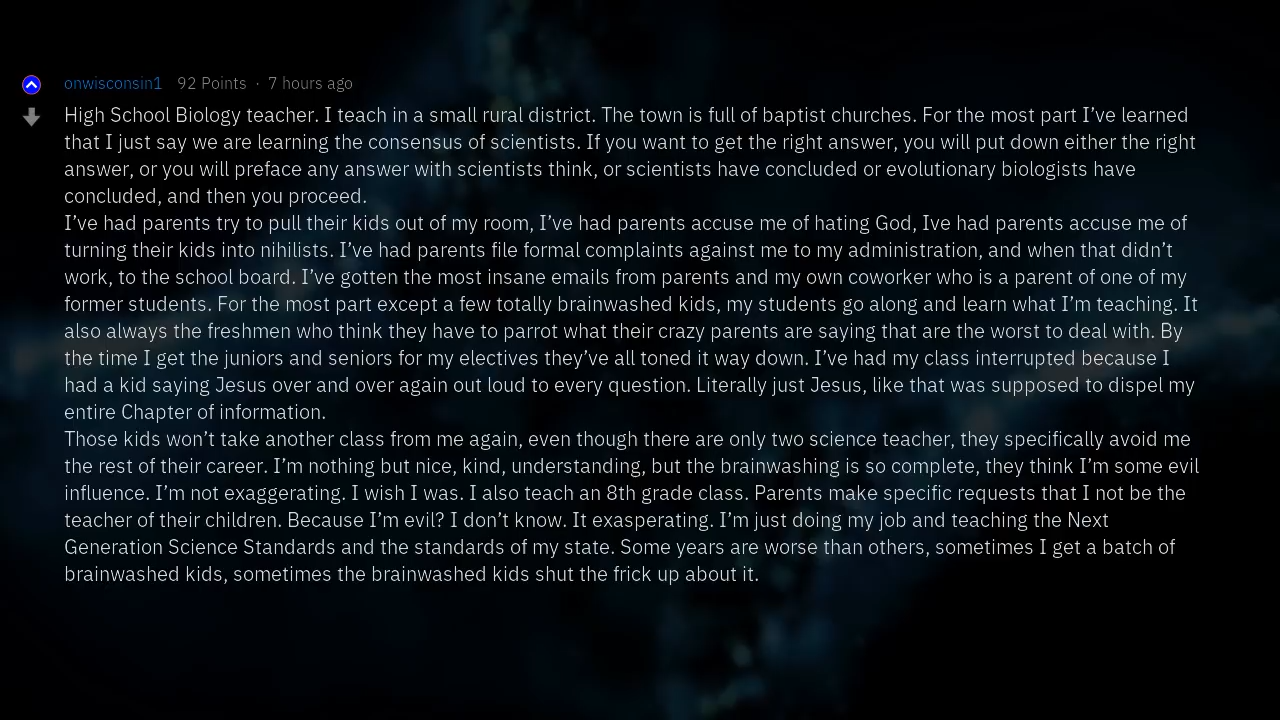 onwisconsin1 92 Points · 7 hours ago
High School Biology teacher. I teach in a small rural district. The town is full of baptist churches. For the most part I’ve learned
that I just say we are learning the consensus of scientists. If you want to get the right answer, you will put down either the right
answer, or you will preface any answer with scientists think, or scientists have concluded or evolutionary biologists have
concluded, and then you proceed.
I’ve had parents try to pull their kids out of my room, I’ve had parents accuse me of hating God, Ive had parents accuse me of
turning their kids into nihilists. I’ve had parents file formal complaints against me to my administration, and when that didn’t
work, to the school board. I’ve gotten the most insane emails from parents and my own coworker who is a parent of one of my
former students. For the most part except a few totally brainwashed kids, my students go along and learn what I’m teaching. It
also always the freshmen who think they have to parrot what their crazy parents are saying that are the worst to deal with. By
the time I get the juniors and seniors for my electives they’ve all toned it way down. I’ve had my class interrupted because I
had a kid saying Jesus over and over again out loud to every question. Literally just Jesus, like that was supposed to dispel my
entire Chapter of information.
Those kids won’t take another class from me again, even though there are only two science teacher, they specifically avoid me
the rest of their career. I’m nothing but nice, kind, understanding, but the brainwashing is so complete, they think I’m some evil
influence. I’m not exaggerating. I wish I was. I also teach an 8th grade class. Parents make specific requests that I not be the
teacher of their children. Because I’m evil? I don’t know. It exasperating. I’m just doing my job and teaching the Next
Generation Science Standards and the standards of my state. Some years are worse than others, sometimes I get a batch of
brainwashed kids, sometimes the brainwashed kids shut the frick up about it.